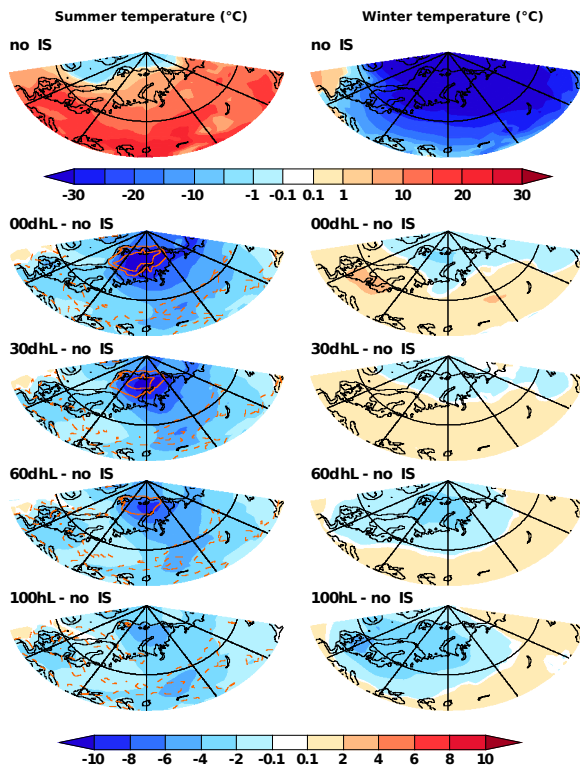 Summer temperature (°C) Winter temperature (°C)
no IS no IS
-30 -20 -10 -1 -0.1 0.1 1 10 20 30
00dhL - no IS 00dhL - no IS
30dhL - no IS 30dhL - no IS
60dhL - no IS 60dhL - no IS
100hL - no IS 100hL - no IS
-10 -8 -6 -4 -2 -0.1 0.1 2 4 6 8 10